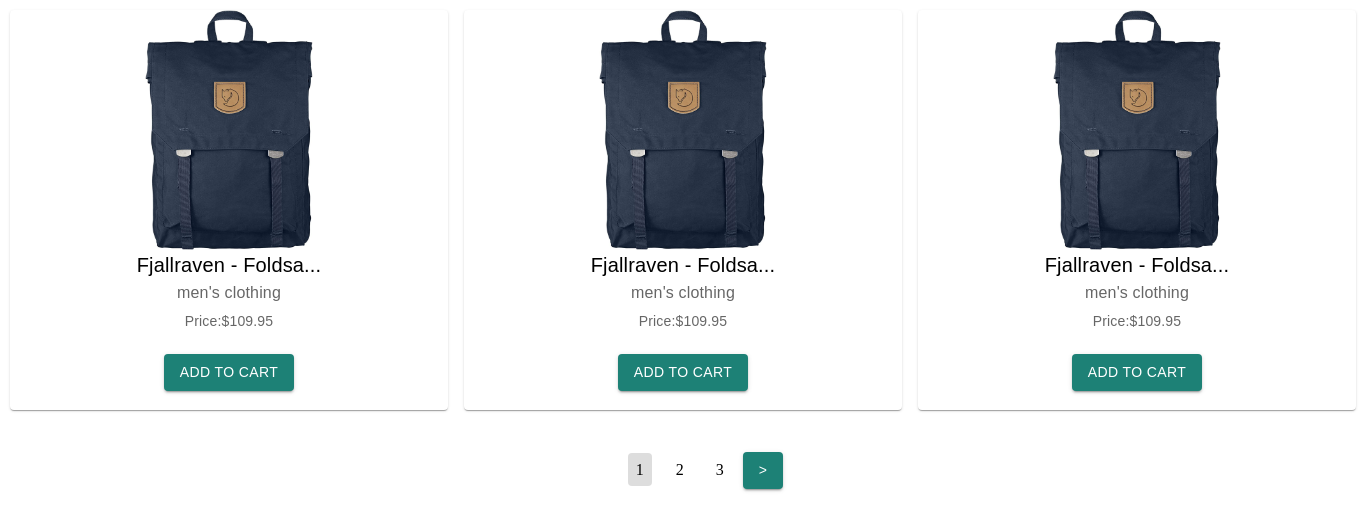 Fjallraven - Foldsa...
men's clothing
Price:$109.95
ADD TO CART
Fjallraven - Foldsa...
men's clothing
Price:$109.95
ADD TO CART
Fjallraven - Foldsa...
men's clothing
Price:$109.95
ADD TO CART
1 2 3 >